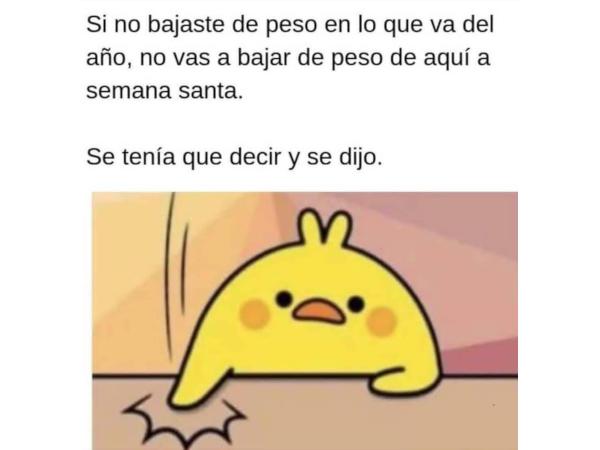 Si no bajaste de peso en lo que va del
año, no vas a bajar de peso de aquí a
semana santa.
Se tenía que decir y se dijo.